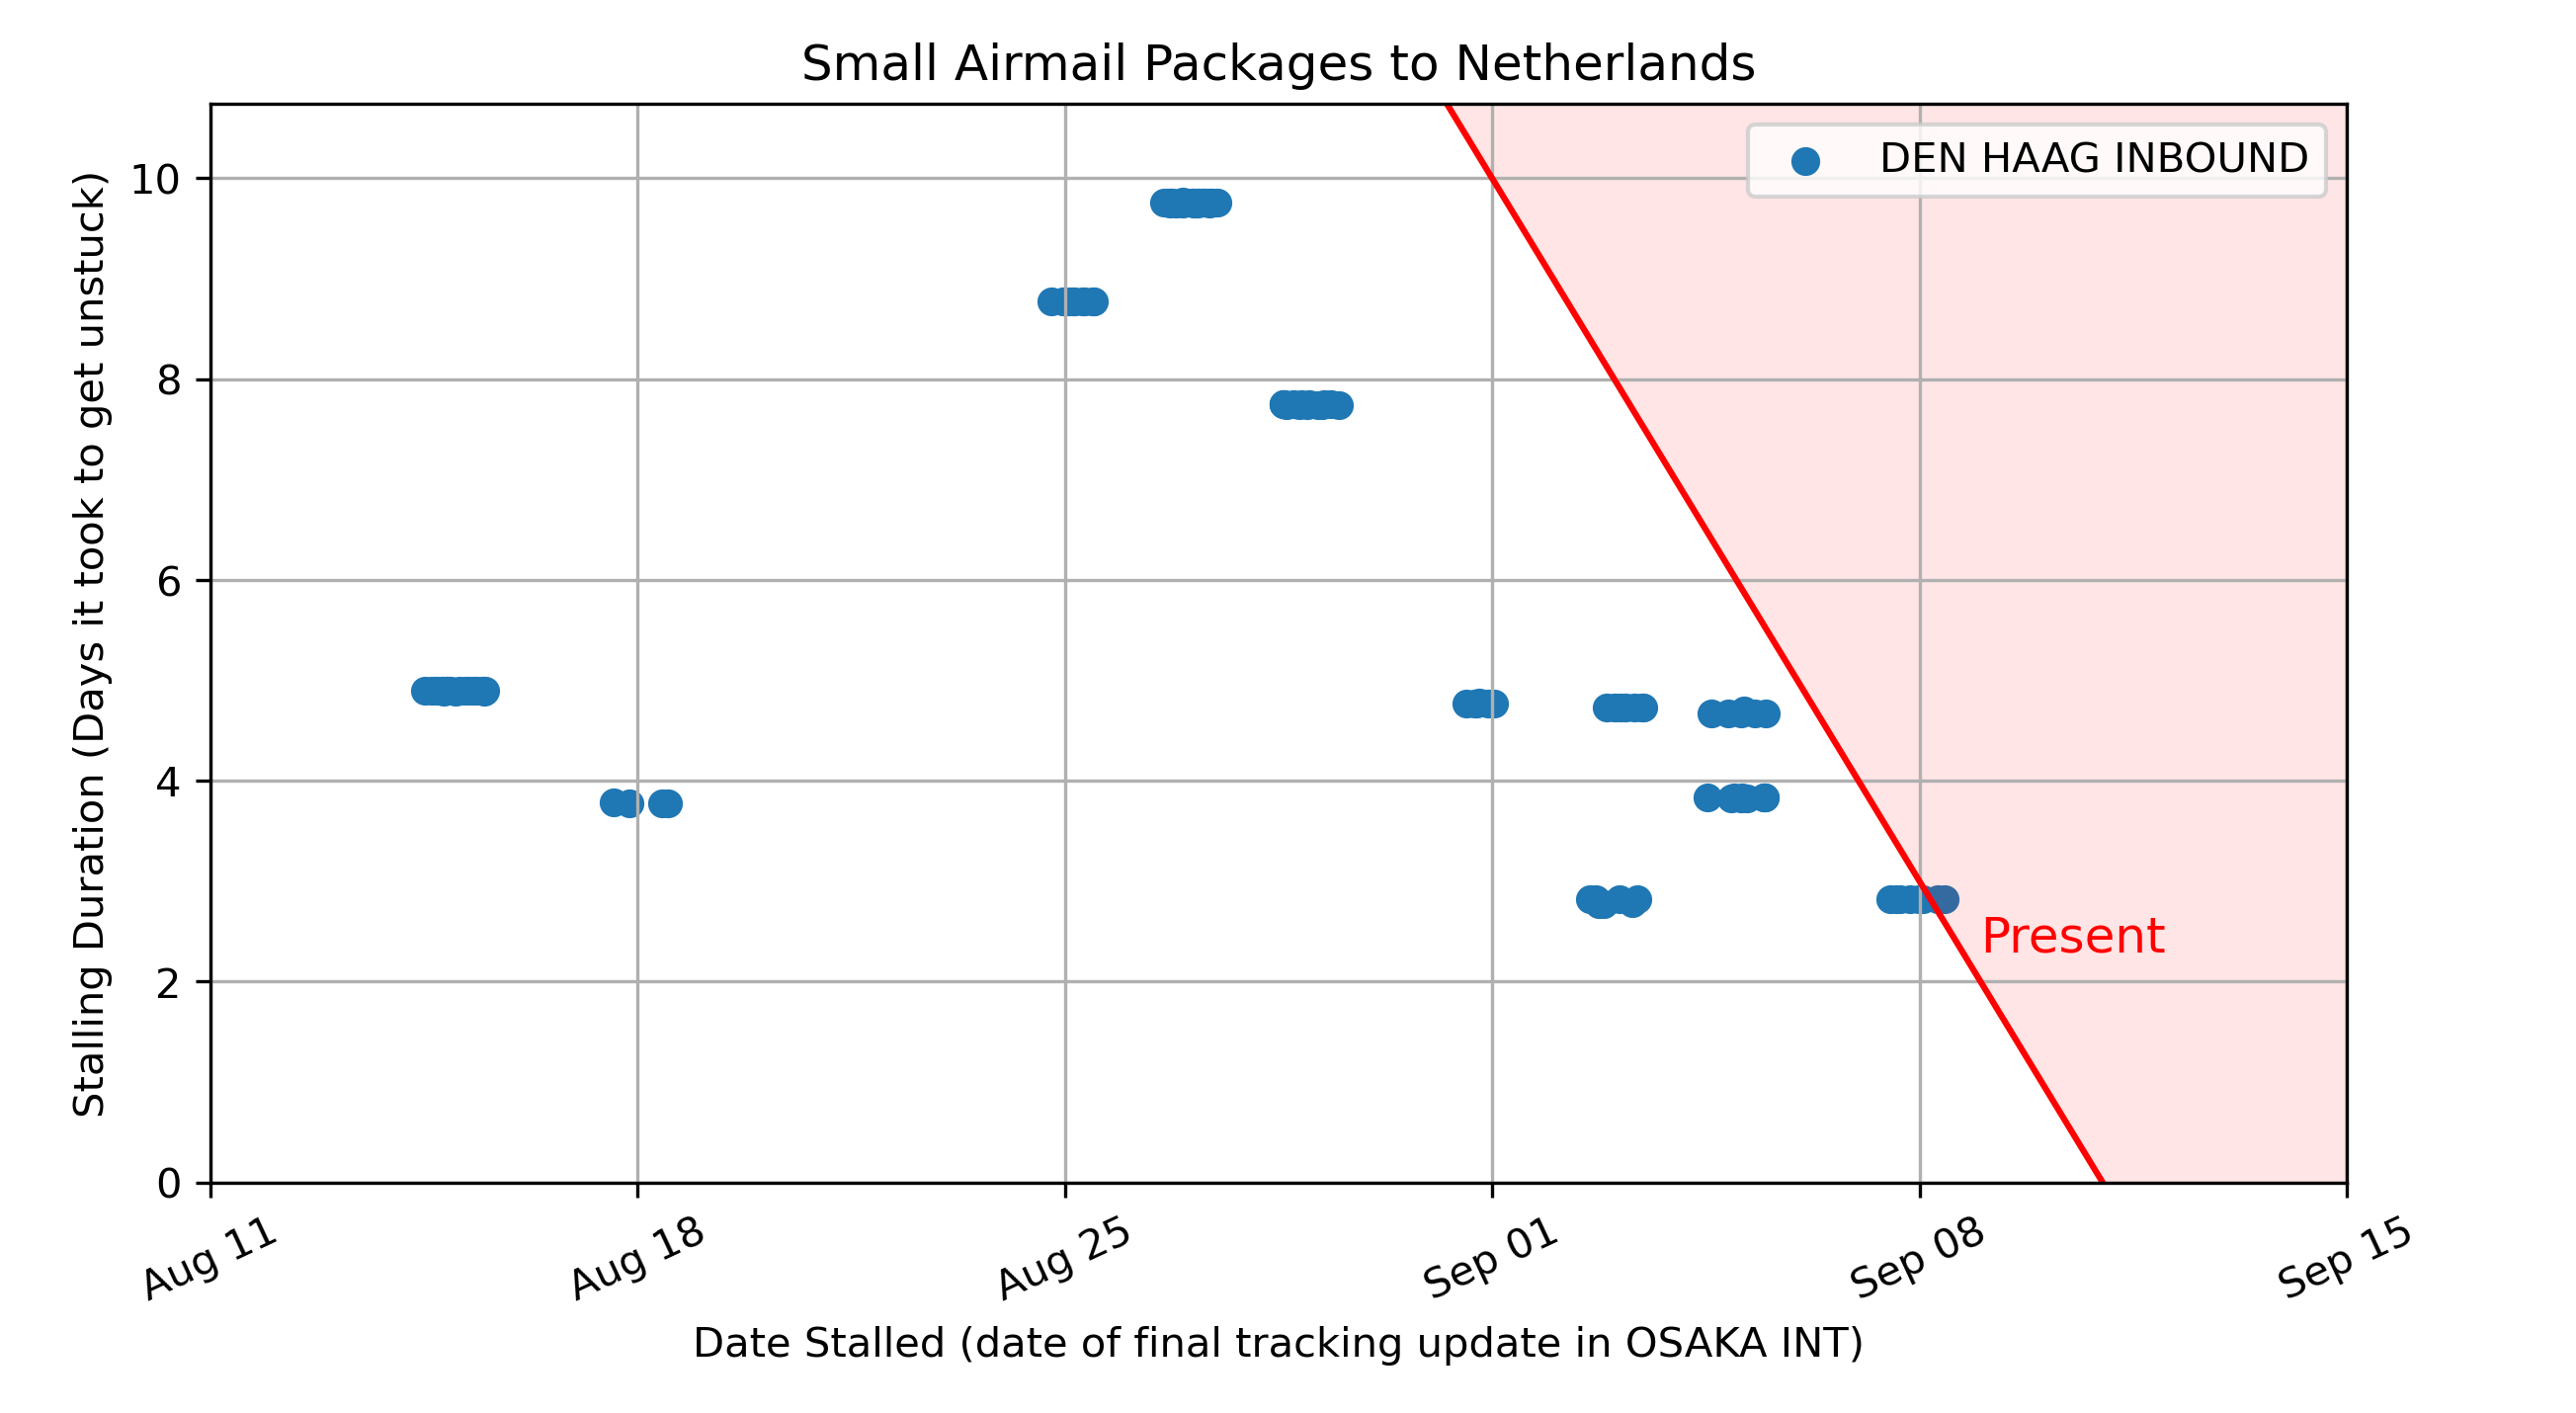 Small Airmail Packages to Netherlands
DEN HAAG INBOUND
Stalling Duration (Days it took to get unstuck)
10
8
6
4
2
0
Present
Aug 11
Aug 18
Aug 25
Sep 01
Sep 08
Sep 15
Date Stalled (date of final tracking update in OSAKA INT)